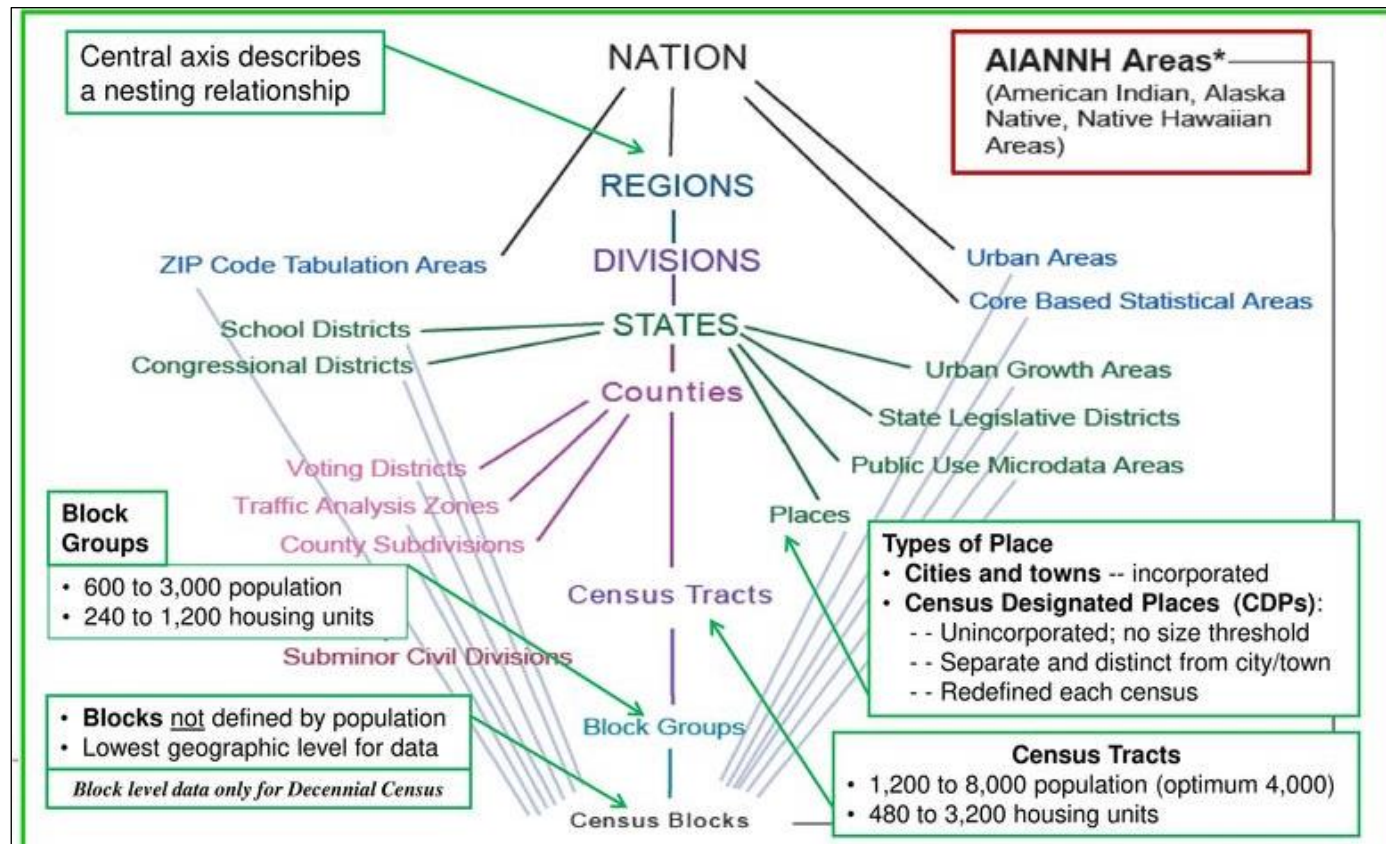 Central axis describes
a nesting relationship
NATION
AIANNH Areas*
(American Indian, Alaska
Native, Native Hawaiian
Areas)
REGIONS
ZIP Code Tabulation Areas
DIVISIONS
Urban Areas
Core Based Statistical Areas
School Districts
STATES
Congressional Districts
Urban Growth Areas
Counties
State Legislative Districts
Voting Districts
Public Use Microdata Areas
Traffic Analysis Zones
Places
County Subdivisions
Block
Groups
• 600 to 3,000 population
• 240 to 1,200 housing units
Types of Place
• Cities and towns -- incorporated
• Census Designated Places (CDPs):
- - Unincorporated; no size threshold
- - Separate and distinct from city/town
- - Redefined each census
Census Tracts
Subminor Civil Divisions
Block Groups
• Blocks not defined by population
• Lowest geographic level for data
Block level data only for Decennial Census
Census Tracts
• 1,200 to 8,000 population (optimum 4,000)
• 480 to 3,200 housing units
Census Blocks